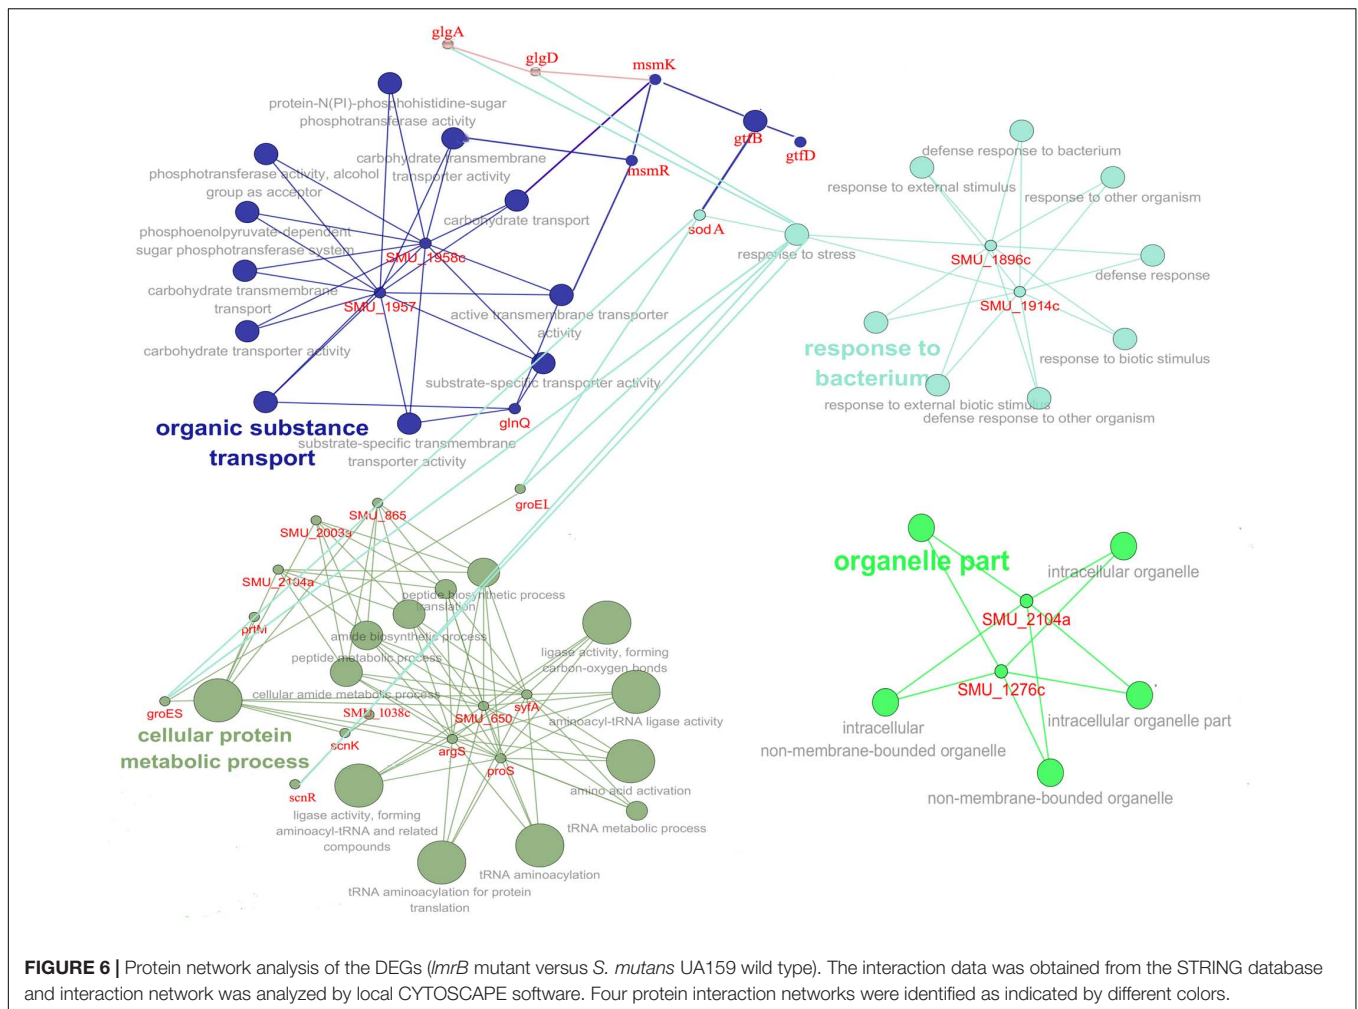 glgA
glgD
msmK
protein-N(PI)-phosphohistidine-sugar
phosphotransferase activity
gtfB
gtfD
carbohydrate transmembrane
transporter activity
msmR
phosphotransferase activity, alcohol
group as acceptor
carbohydrate transport
phosphoenolpyruvate-dependent
sugar phosphotransferase system
SMU_1958c
carbohydrate transmembrane
transport
SMU_1957
active transmembrane transporter
activity
carbohydrate transporter activity
substrate-specific transporter activity
glnQ
organic substance
transport
substrate-specific transmembrane
transporter activity
sod A
response to stress
defense response to bacterium
response to external stimulus
response to other organism
SMU_1896c
defense response
SMU_1914c
response to
bacterium
response to biotic stimulus
response to external biotic stimulus
defense response to other organism
groEL
SMU_865
SMU_2003a
SMU_2104a
peptide biosynthetic process
translation
prtM
amide biosynthetic process
peptide metabolic process
ligase activity, forming
carbon-oxygen bonds
cellular amide metabolic process
groES
SMU_1038c
SMU_650
syfA
aminoacyl-tRNA ligase activity
cellular protein
metabolic process
scnK
argS
proS
scnR
amino acid activation
ligase activity, forming
aminoacyl-tRNA and related
compounds
tRNA metabolic process
tRNA aminoacylation
tRNA aminoacylation for protein
translation
organelle part
intracellular organelle
SMU_2104a
SMU_1276c
intracellular
non-membrane-bounded organelle
intracellular organelle part
non-membrane-bounded organelle
FIGURE 6 | Protein network analysis of the DEGs (lmrB mutant versus S. mutans UA159 wild type). The interaction data was obtained from the STRING database
and interaction network was analyzed by local CYTOSCAPE software. Four protein interaction networks were identified as indicated by different colors.